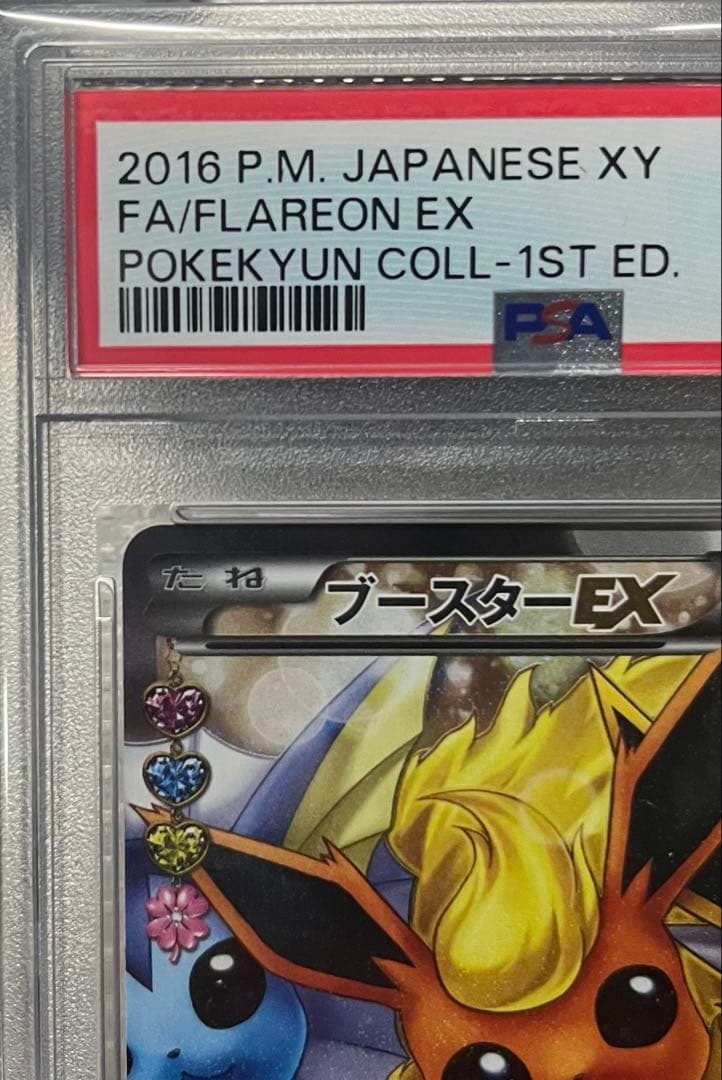 2016 P.M. JAPANESE XY
FA/FLAREON EX
POKEKYUN COLL-1ST ED.
PSA
たね
ブースターEX